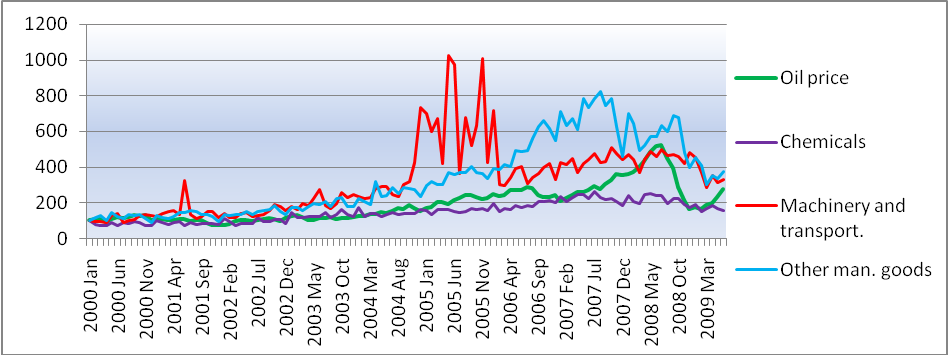 1200
1000
800
600
400
200
0
2000 Jan
2000 Jun
2000 Nov
2001 Apr
2001 Sep
2002 Feb
2002 Jul
2002 Dec
2003 May
2003 Oct
2004 Mar
2004 Aug
2005 Jan
2005 Jun
2005 Nov
2006 Apr
2006 Sep
2007 Feb
2007 Jul
2007 Dec
2008 May
2008 Oct
2009 Mar
Oil price
Chemicals
Machinery and
transport.
Other man. goods